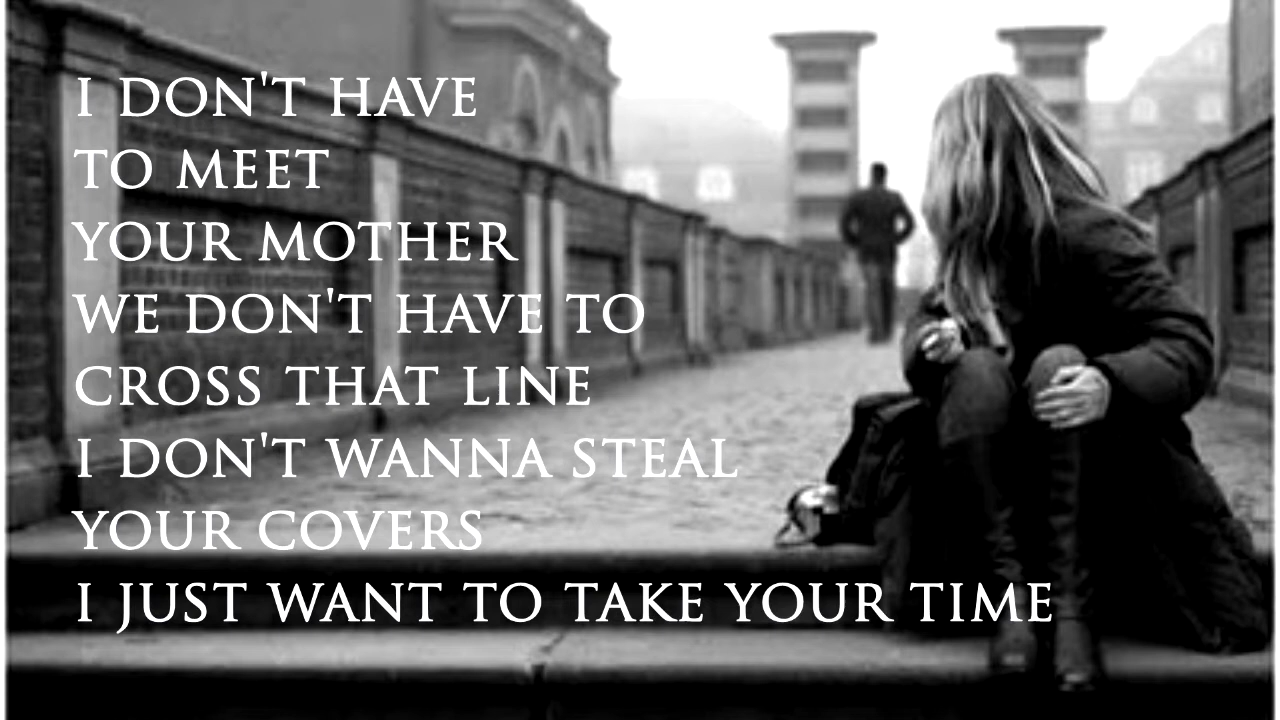 I DON'T HAVE
TO MEET
YOUR MOTHER
WE DON'T HAVE TO
CROSS THAT LINE
I DON'T WANNA STEAL
YOUR COVERS
I JUST WANT TO TAKE YOUR TIME